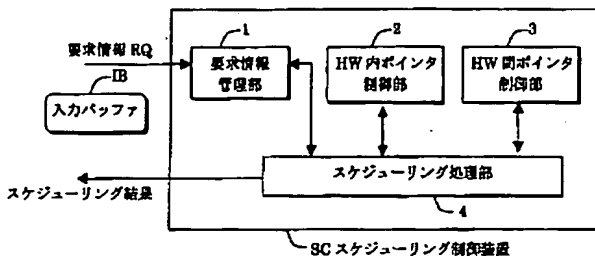 1
2
3
要求情報 RQ
IB
入力バッファ
要求情報
管理部
HW 内ポインタ
制御部
HW 間ポインタ
制御部
スケジューリング処理部
スケジューリング結果
4
SC スケジューリング制御装置